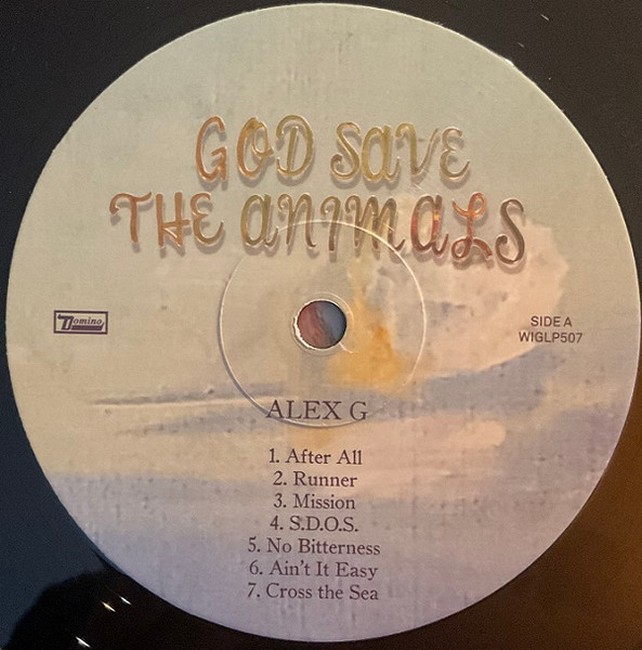 GOD SAVE
THE ANIMALS
Domino
SIDE A
WIGLP507
ALEX G
1. After All
2. Runner
3. Mission
4. S.D.O.S.
5. No Bitterness
6. Ain't It Easy
7. Cross the Sea